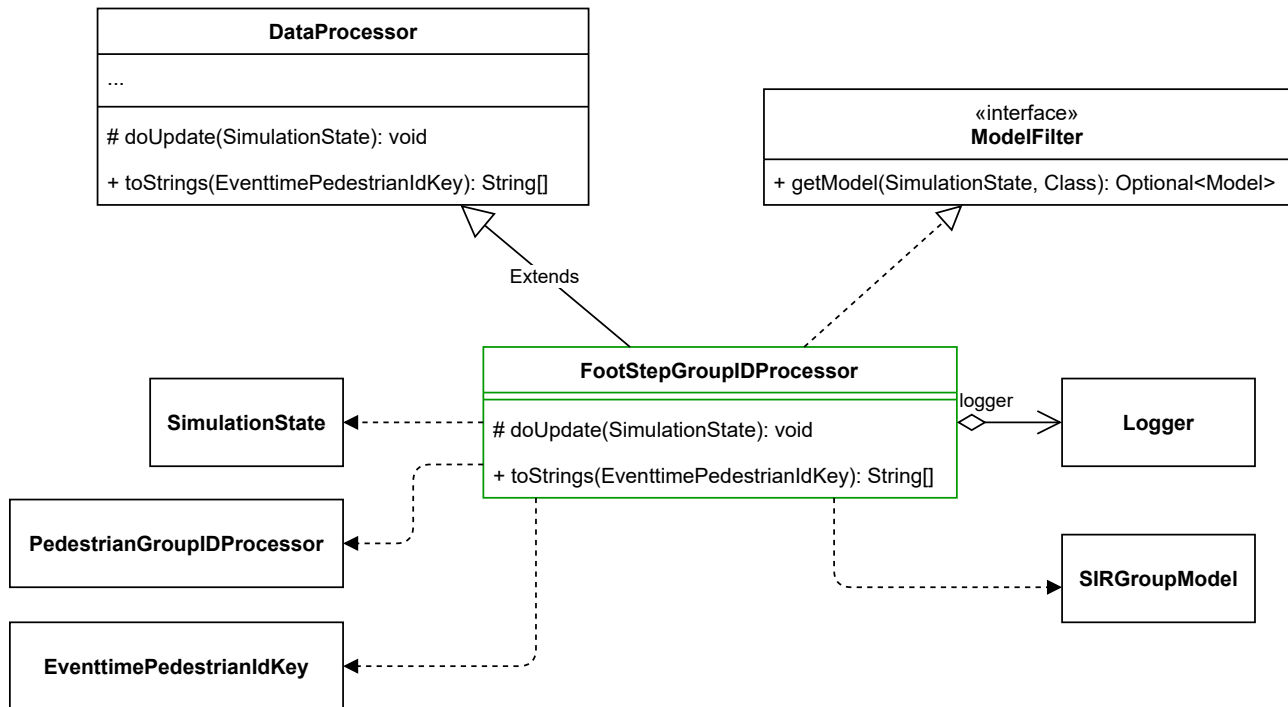 DataProcessor
...
# doUpdate(SimulationState): void
+ toStrings(EventtimePedestrianIdKey): String[]
«interface»
ModelFilter
+ getModel(SimulationState, Class): Optional<Model>
Extends
FootStepGroupIDProcessor
# doUpdate(SimulationState): void
+ toStrings(EventtimePedestrianIdKey): String[]
SimulationState
logger
Logger
PedestrianGroupIDProcessor
SIRGroupModel
EventtimePedestrianIdKey